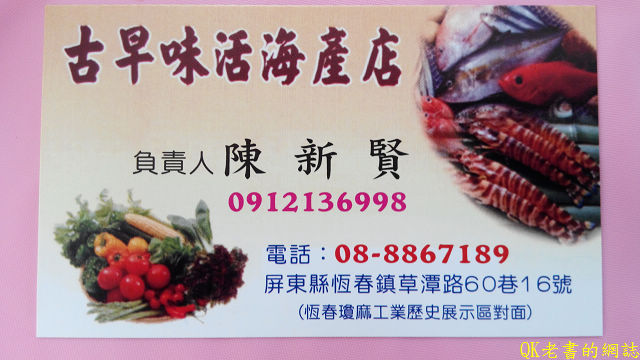 古早味活海產店
負責人 陳新賢
0912136998
電話：08-8867189
屏東縣恆春鎮草潭路60巷16號
(恆春瓊麻工業歷史展示區對面)
QK老書的網誌